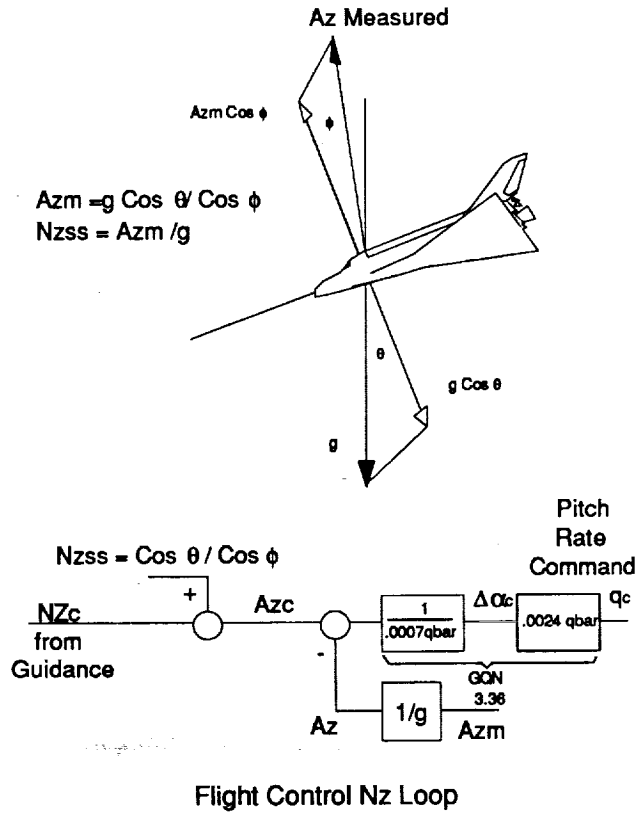 Az Measured
Azm Cos ϕ
ϕ
Azm =g Cos θ/ Cos ϕ
Nzss = Azm /g
θ
g Cos θ
g
Pitch
Rate
Command
Nzss = Cos θ / Cos ϕ
+
NZc
from
Guidance
Azc
-
1
.0007qbar
Δαc
.0024 qbar
qc
GQN
3.36
Az
1/g
Azm
Flight Control Nz Loop